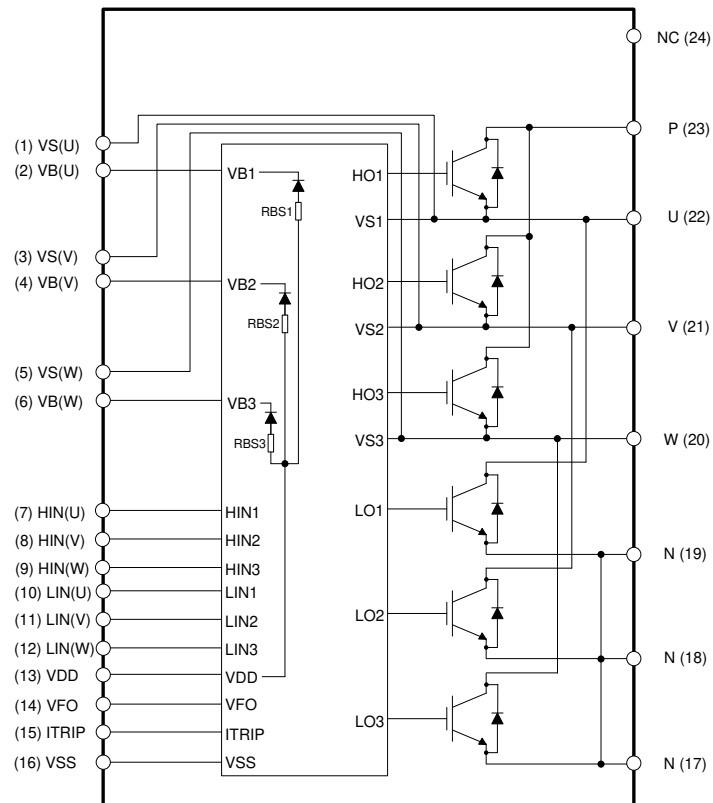 NC (24)
P (23)
(1) VS(U)
(2) VB(U)
VB1
HO1
RBS1
VS1
U (22)
(3) VS(V)
(4) VB(V)
VB2
HO2
RBS2
VS2
V (21)
(5) VS(W)
(6) VB(W)
VB3
HO3
RBS3
VS3
W (20)
(7) HIN(U)
HIN1
LO1
(8) HIN(V)
HIN2
N (19)
(9) HIN(W)
HIN3
(10) LIN(U)
LIN1
(11) LIN(V)
LIN2
LO2
(12) LIN(W)
LIN3
N (18)
(13) VDD
VDD
(14) VFO
VFO
LO3
(15) ITRIP
ITRIP
(16) VSS
VSS
N (17)